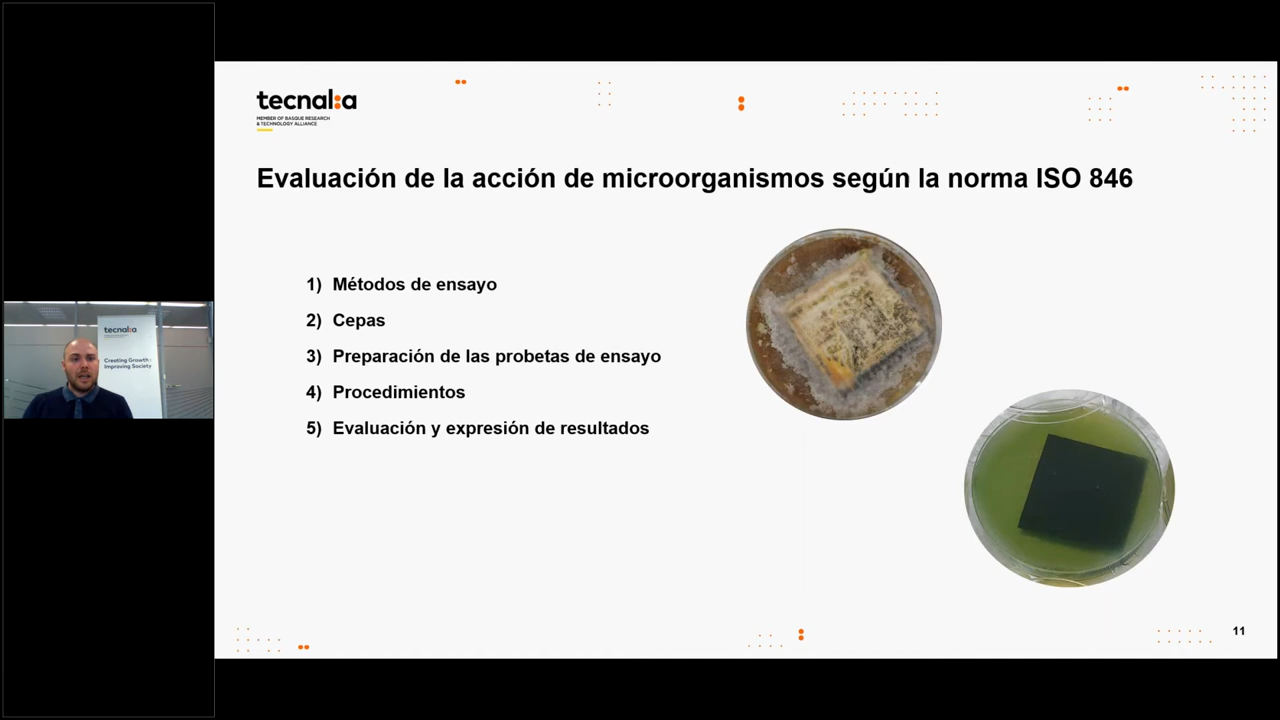 tecnal:a
MEMBER OF BASQUE RESEARCH
& TECHNOLOGY ALLIANCE
Evaluación de la acción de microorganismos según la norma ISO 846
1) Métodos de ensayo
2) Cepas
3) Preparación de las probetas de ensayo
4) Procedimientos
5) Evaluación y expresión de resultados
tecnal:a
Creating Growth
Improving Society
11